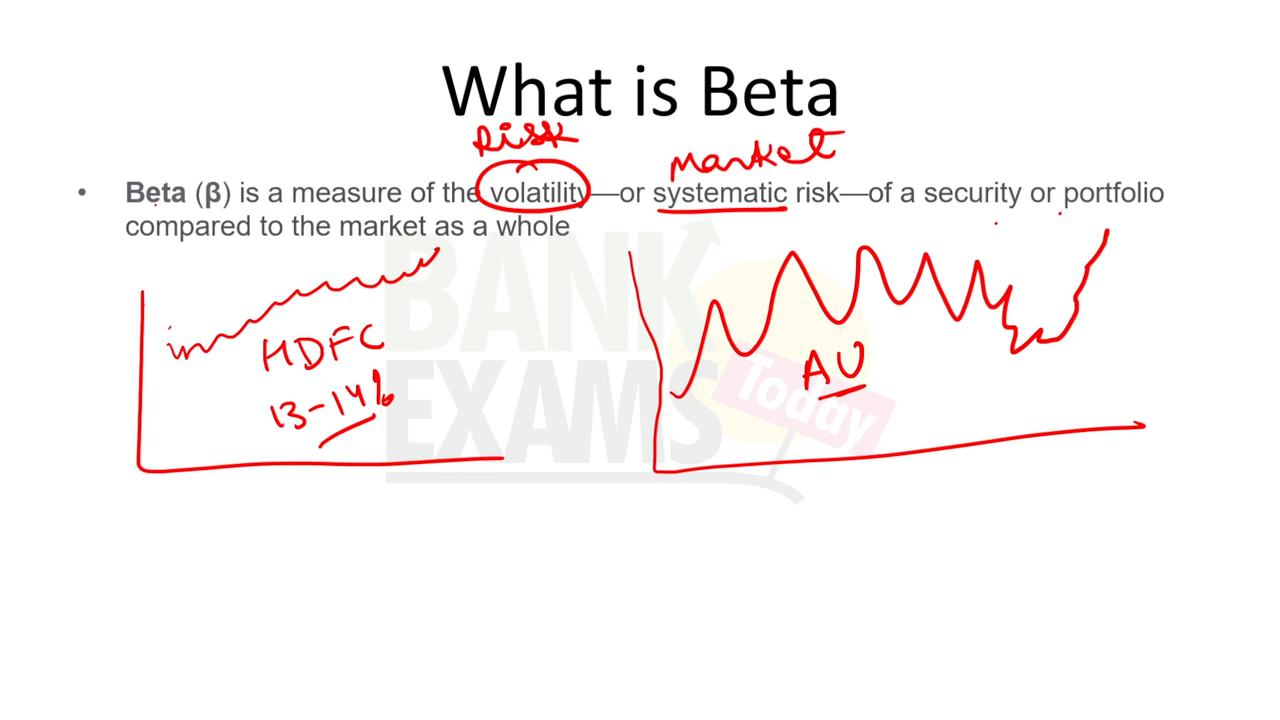 What is Beta
Risk
market
• Beta (β) is a measure of the volatility—or systematic risk—of a security or portfolio
compared to the market as a whole
HDFC
13-14%
AU
BANK
EXAMS
Today